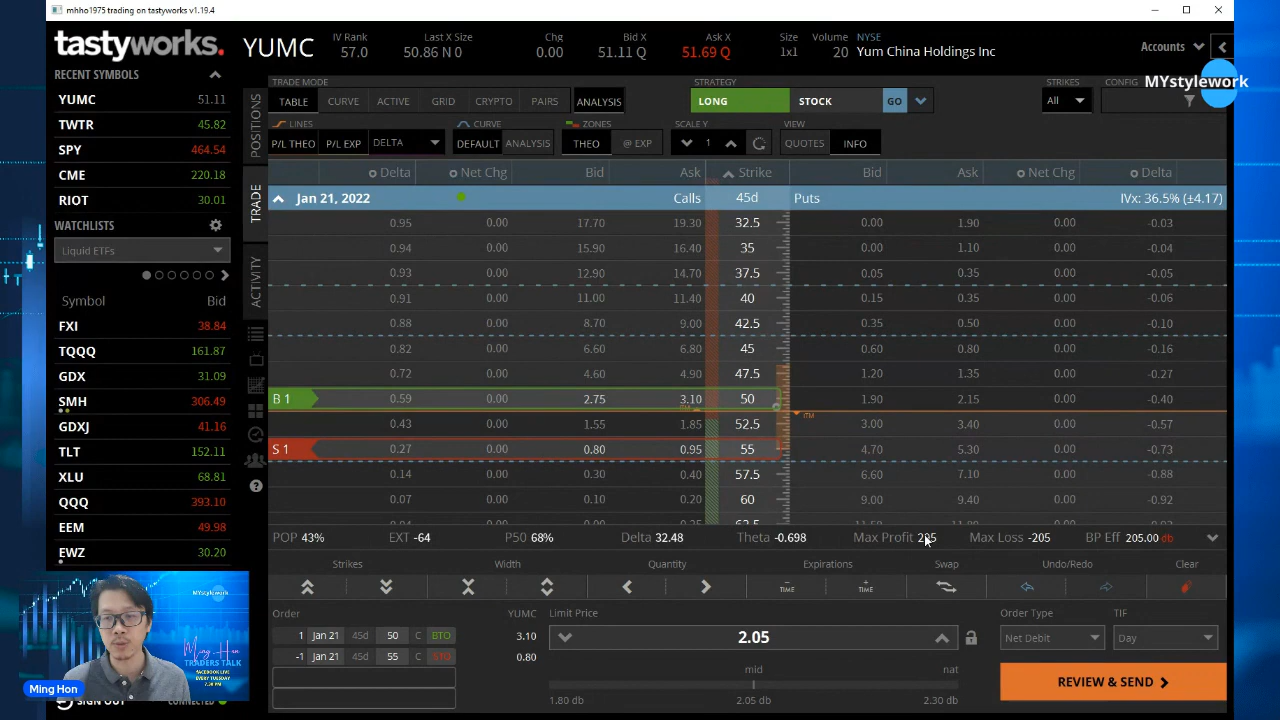 mhho1975 trading on tastyworks v1.19.4
tastyworks.
YUMC
IV Rank
57.0
Last X Size
50.86 N 0
Chg
0.00
Bid X
51.11 Q
Ask X
51.69 Q
Size
1x1
Volume
20
NYSE
Yum China Holdings Inc
Accounts
MYstylework
RECENT SYMBOLS
YUMC 51.11
TWTR 45.82
SPY 464.54
CME 220.18
RIOT 30.01
WATCHLISTS
Liquid ETFs
Symbol Bid
FXI 38.84
TQQQ 161.87
GDX 31.09
SMH 306.49
GDXJ 41.16
TLT 152.11
XLU 68.81
QQQ 393.10
EEM 49.98
EWZ 30.20
POSITIONS
TRADE
ACTIVITY
TRADE MODE
TABLE CURVE ACTIVE GRID CRYPTO PAIRS ANALYSIS
STRATEGY
LONG STOCK GO
STRIKES
All
CONFIG
LINES
P/L THEO P/L EXP DELTA
CURVE
DEFAULT ANALYSIS
ZONES
THEO @ EXP
SCALE Y
1
VIEW
QUOTES INFO
Delta Net Chg Bid Ask Strike Bid Ask Net Chg Delta
Jan 21, 2022 Calls 45d Puts IVx: 36.5% (±4.17)
0.95 0.00 17.70 19.30 32.5 0.00 1.90 0.00 -0.03
0.94 0.00 15.90 16.40 35 0.00 1.10 0.00 -0.04
0.93 0.00 12.90 14.70 37.5 0.05 0.35 0.00 -0.05
0.91 0.00 11.00 11.40 40 0.15 0.35 0.00 -0.06
0.88 0.00 8.70 9.00 42.5 0.35 0.50 0.00 -0.10
0.82 0.00 6.60 6.80 45 0.60 0.80 0.00 -0.16
0.72 0.00 4.60 4.90 47.5 1.20 1.35 0.00 -0.27
B 1 0.59 0.00 2.75 3.10 50 1.90 2.15 0.00 -0.40
ITM
0.43 0.00 1.55 1.85 52.5 3.00 3.40 0.00 -0.57
S 1 0.27 0.00 0.80 0.95 55 4.70 5.30 0.00 -0.73
0.14 0.00 0.30 0.40 57.5 6.60 7.10 0.00 -0.88
0.07 0.00 0.10 0.20 60 9.00 9.40 0.00 -0.92
POP 43% EXT -64 P50 68% Delta 32.48 Theta -0.698 Max Profit Max Loss -205 BP Eff 205.00 db
Strikes Width Quantity Expirations Swap Undo/Redo Clear
TIME TIME
Order YUMC
1 Jan 21 45d 50 C BTO 3.10
-1 Jan 21 45d 55 C STO 0.80
Limit Price
2.05
mid nat
1.80 db 2.05 db 2.30 db
Order Type
Net Debit
TIF
Day
REVIEW & SEND
MYstylework
Ming Hon
TRADERS TALK
FACEBOOK LIVE
EVERY TUESDAY
7.30 PM
Ming Hon
SIGN OUT
CONNECTED